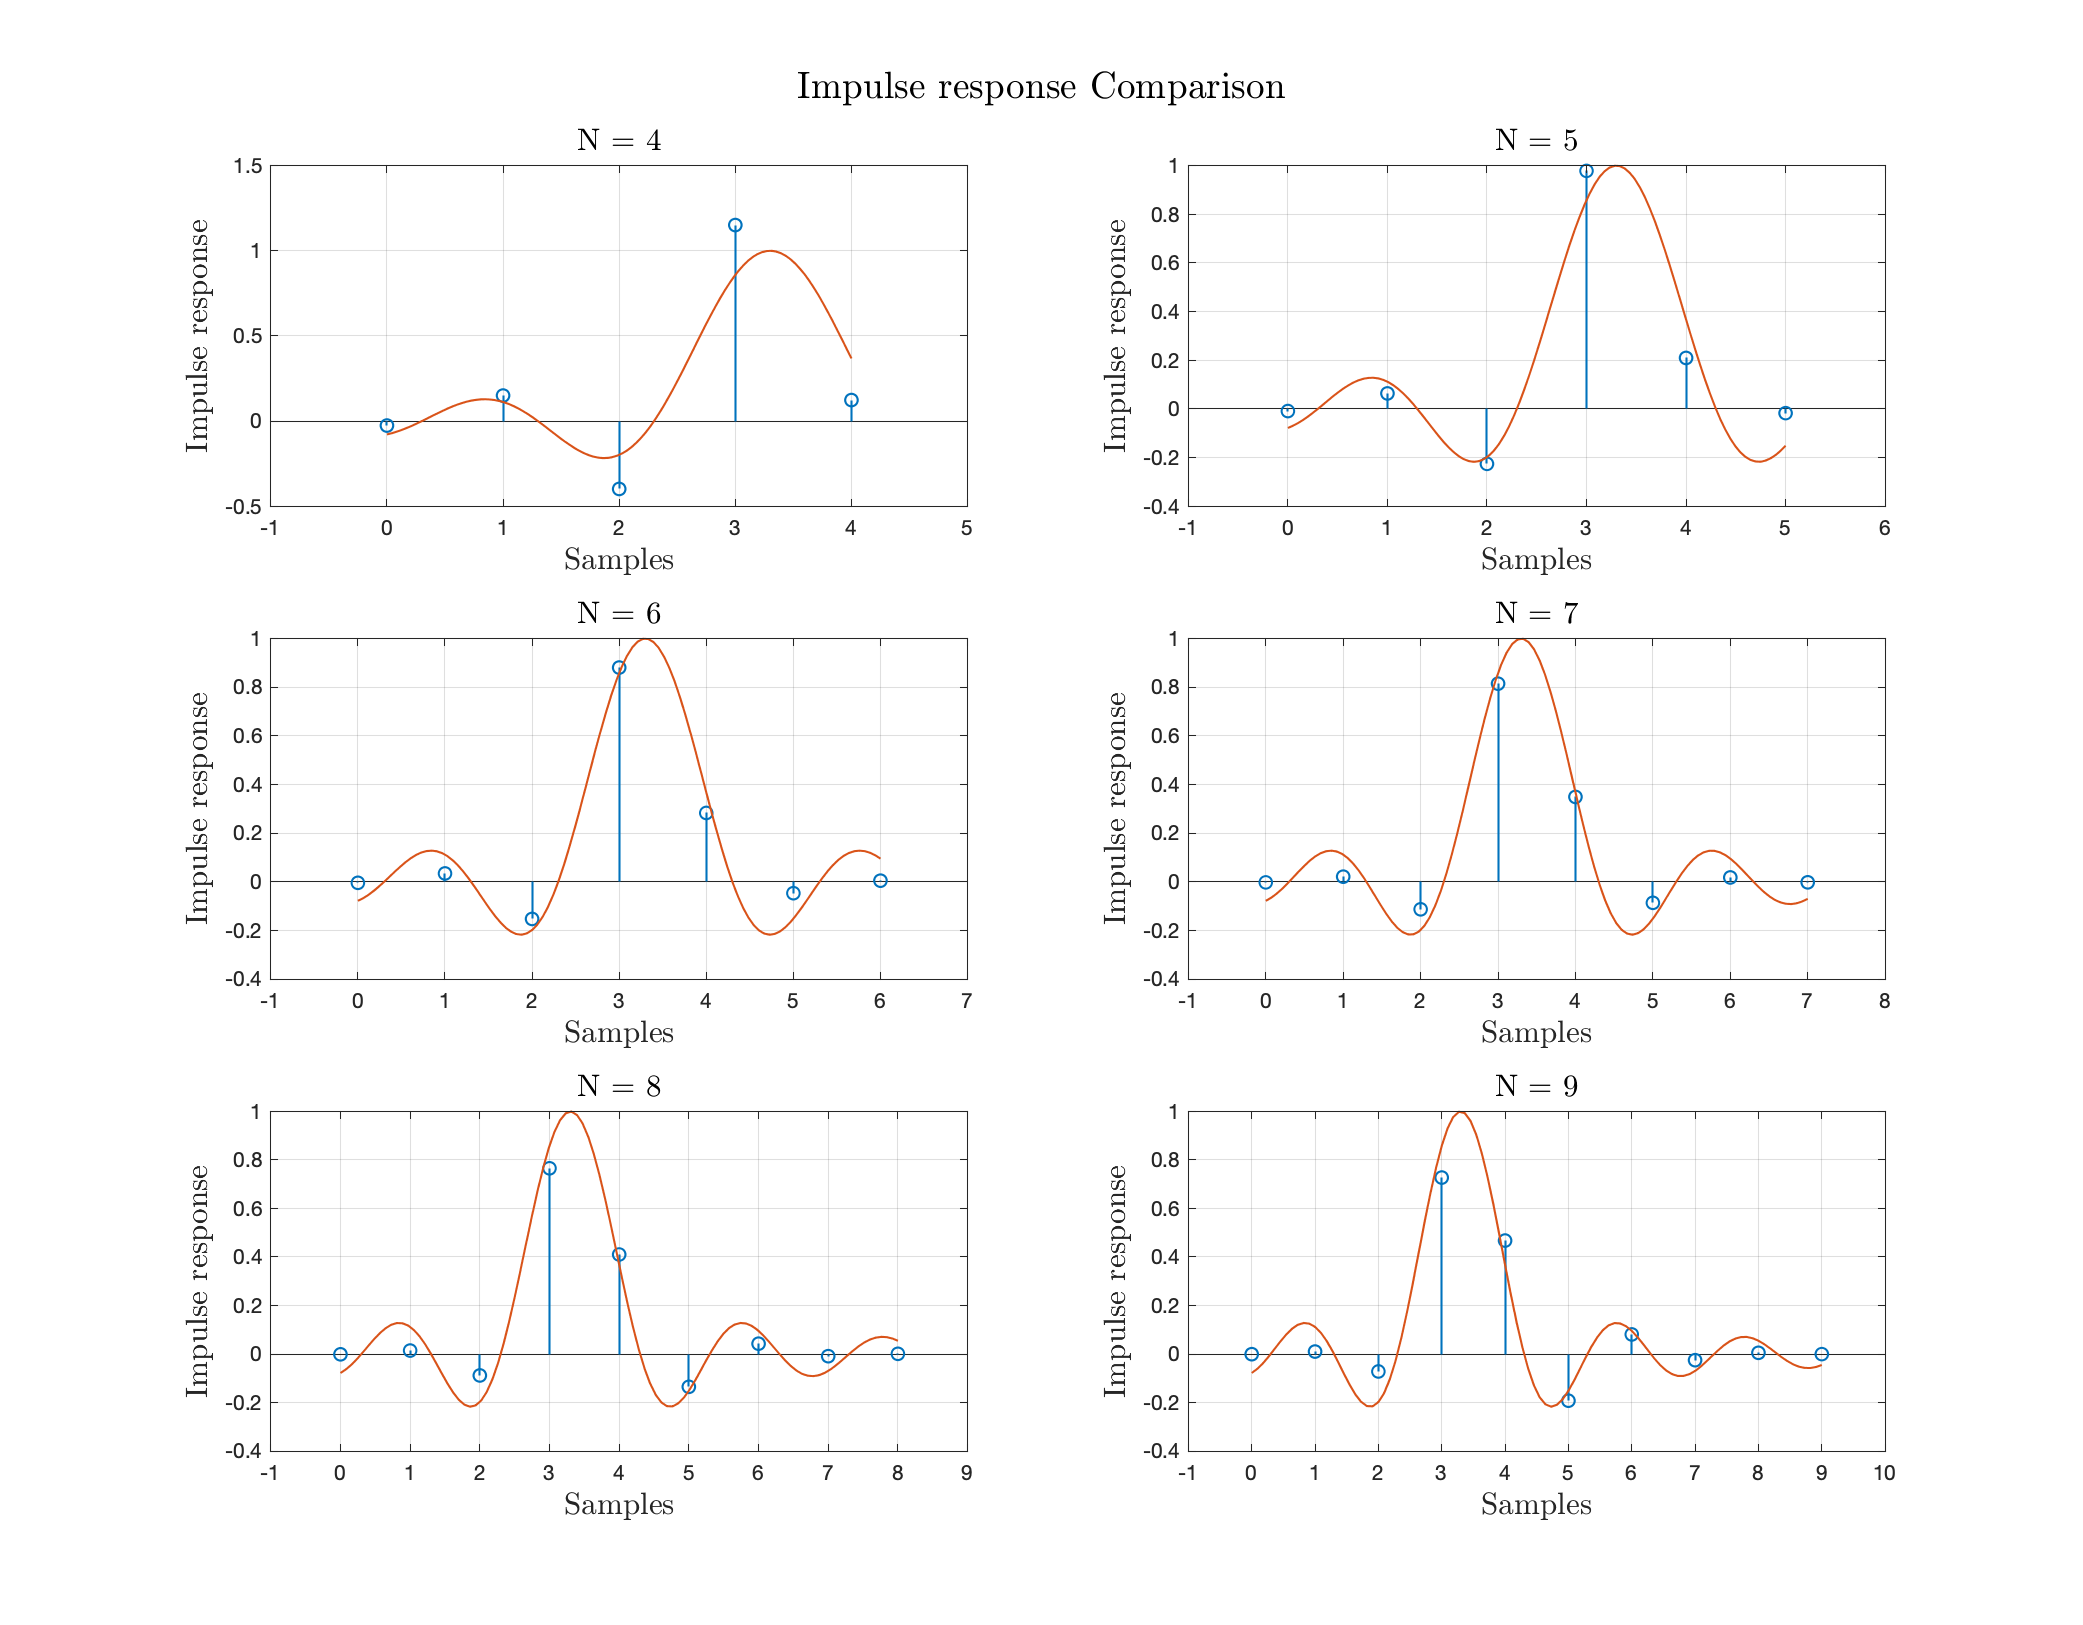 Impulse response Comparison
N = 4
1.5
1
0.5
0
-0.5
Impulse response
-1 0 1 2 3 4 5
Samples
N = 5
1
0.8
0.6
0.4
0.2
0
-0.2
-0.4
Impulse response
-1 0 1 2 3 4 5 6
Samples
N = 6
1
0.8
0.6
0.4
0.2
0
-0.2
-0.4
Impulse response
-1 0 1 2 3 4 5 6 7
Samples
N = 7
1
0.8
0.6
0.4
0.2
0
-0.2
-0.4
Impulse response
-1 0 1 2 3 4 5 6 7 8
Samples
N = 8
1
0.8
0.6
0.4
0.2
0
-0.2
-0.4
Impulse response
-1 0 1 2 3 4 5 6 7 8 9
Samples
N = 9
1
0.8
0.6
0.4
0.2
0
-0.2
-0.4
Impulse response
-1 0 1 2 3 4 5 6 7 8 9 10
Samples